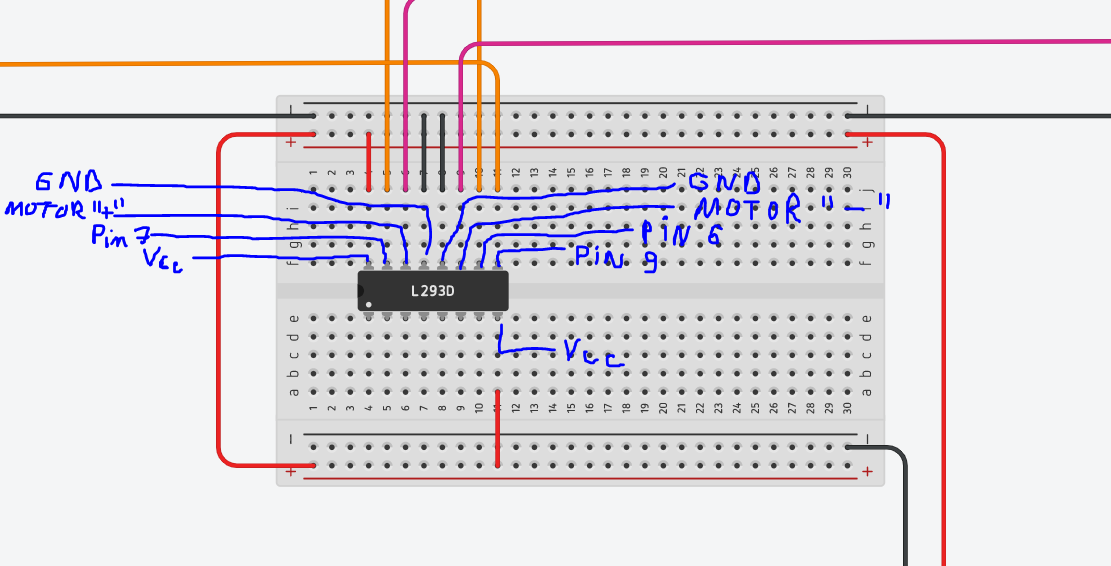 - -
+ +
1 2 3 4 5 6 7 8 9 10 11 12 13 14 15 16 17 18 19 20 21 22 23 24 25 26 27 28 29 30
GND j GND j
MOTOR "+" i MOTOR "-"
Pin 7 h PiN 6 h
g g
Vcc f PiN 9 f
L293D
e e
d d
c Vcc c
b b
a a
1 2 3 4 5 6 7 8 9 10 11 12 13 14 15 16 17 18 19 20 21 22 23 24 25 26 27 28 29 30
- -
+ +